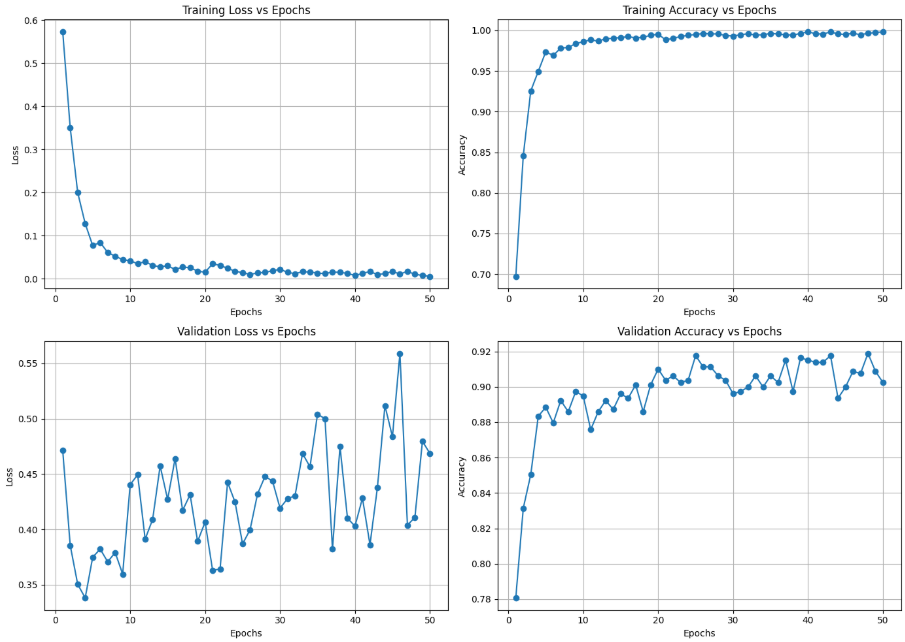 Training Loss vs Epochs
0.6
0.5
0.4
0.3
0.2
0.1
0.0
Loss
0 10 20 30 40 50
Epochs
Training Accuracy vs Epochs
1.00
0.95
0.90
0.85
0.80
0.75
0.70
Accuracy
0 10 20 30 40 50
Epochs
Validation Loss vs Epochs
0.55
0.50
0.45
0.40
0.35
Loss
0 10 20 30 40 50
Epochs
Validation Accuracy vs Epochs
0.92
0.90
0.88
0.86
0.84
0.82
0.80
0.78
Accuracy
0 10 20 30 40 50
Epochs